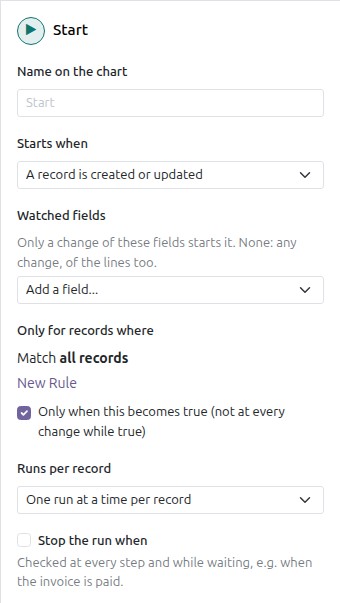 Start
Name on the chart
Start
Starts when
A record is created or updated
Watched fields
Only a change of these fields starts it. None: any
change, of the lines too.
Add a field...
Only for records where
Match all records
New Rule
Only when this becomes true (not at every
change while true)
Runs per record
One run at a time per record
Stop the run when
Checked at every step and while waiting, e.g. when
the invoice is paid.